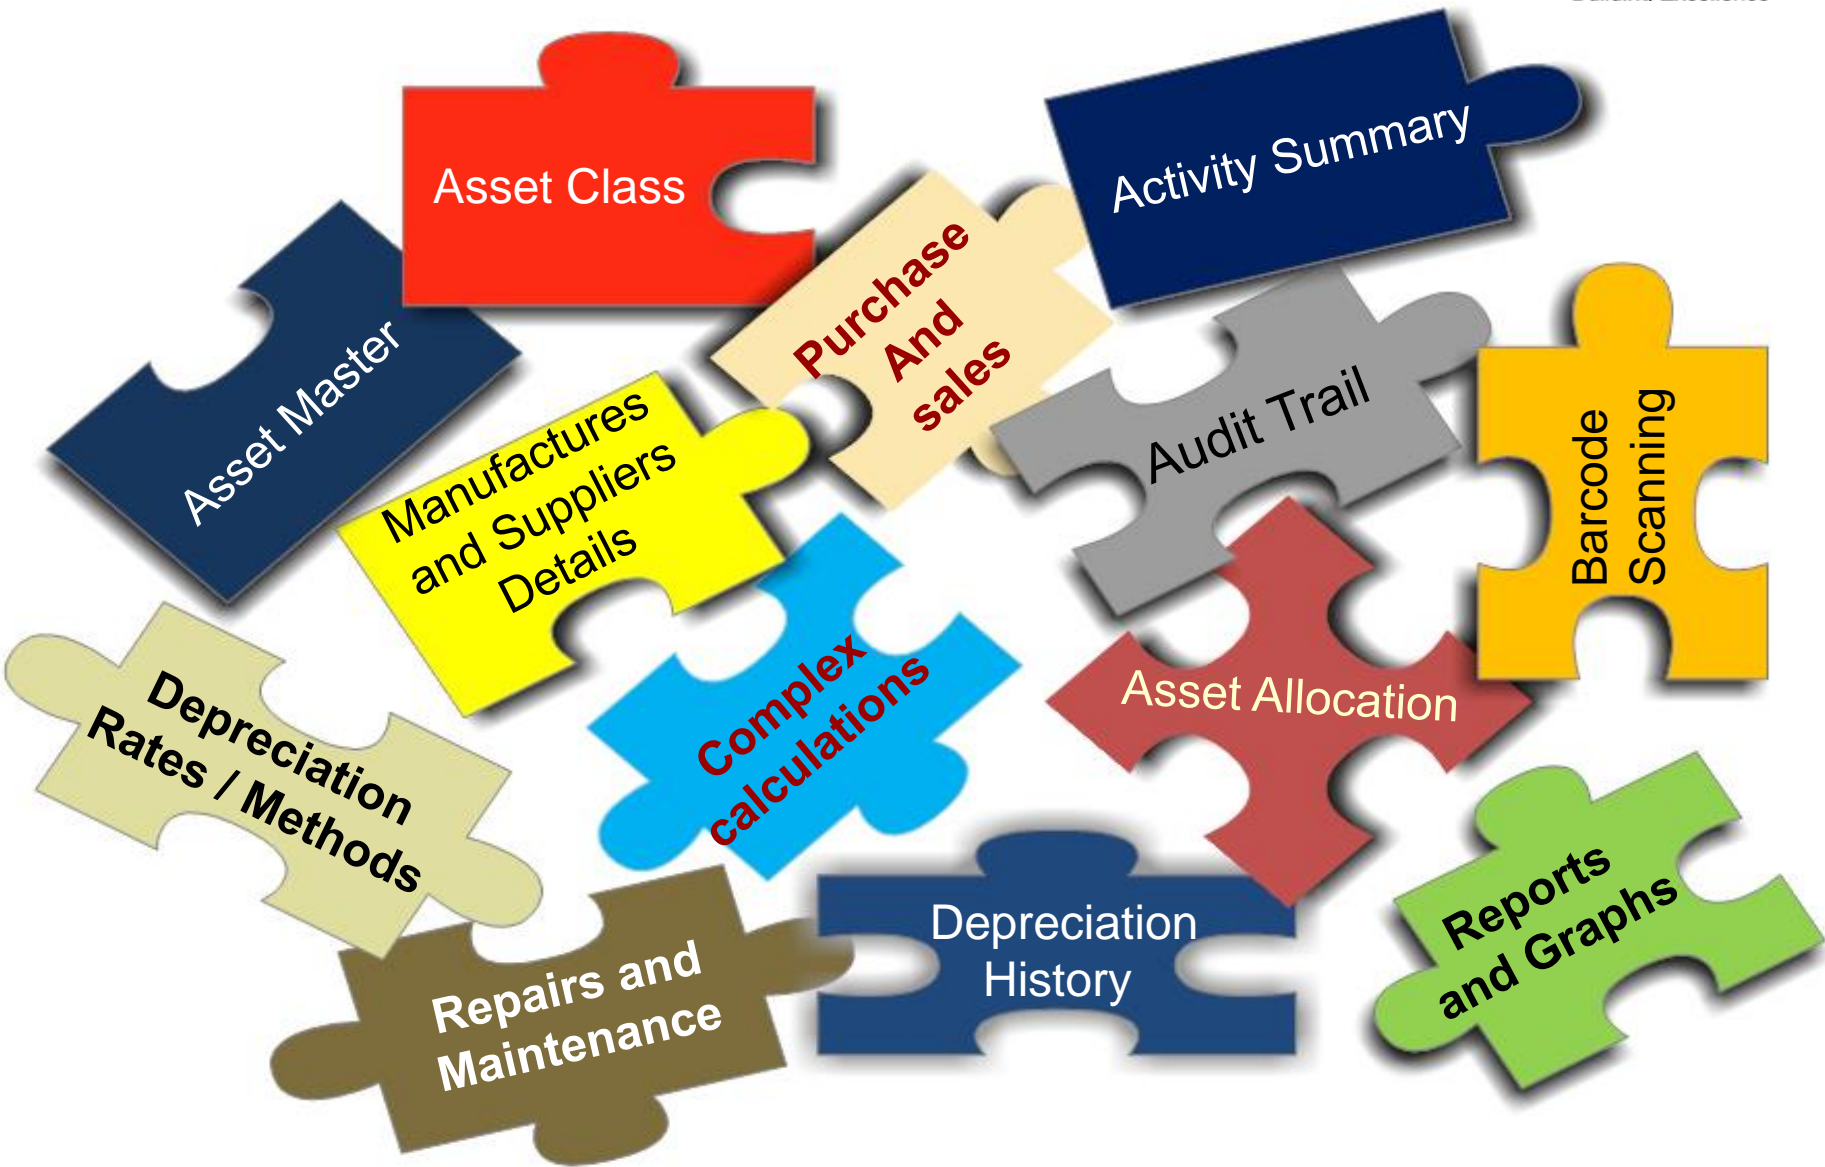 Asset Class
Activity Summary
Purchase
And
sales
Asset Master
Manufactures
and Suppliers
Details
Audit Trail
Barcode
Scanning
Complex
calculations
Asset Allocation
Depreciation
Rates / Methods
Repairs and
Maintenance
Depreciation
History
Reports
and Graphs